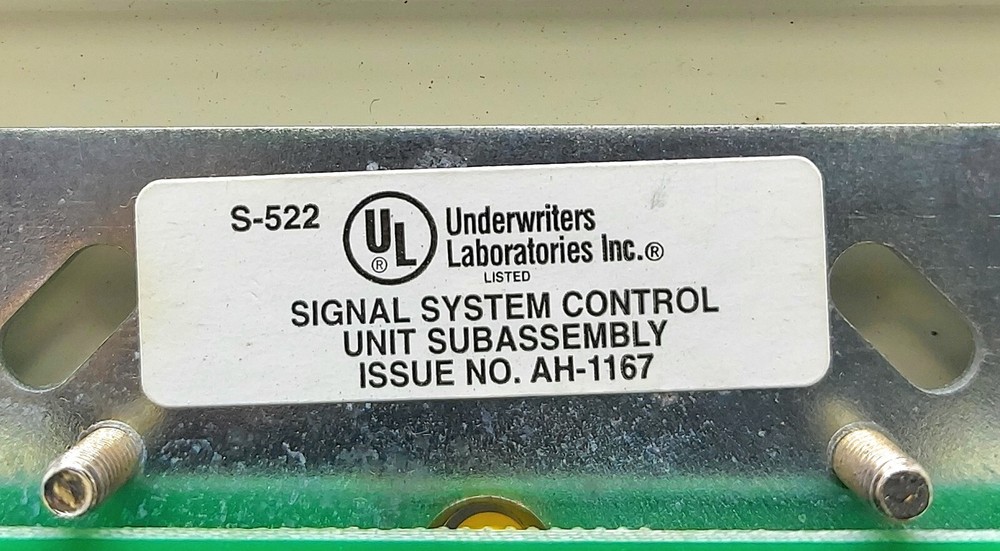 S-522
UL
®
Underwriters
Laboratories Inc.®
LISTED
SIGNAL SYSTEM CONTROL
UNIT SUBASSEMBLY
ISSUE NO. AH-1167